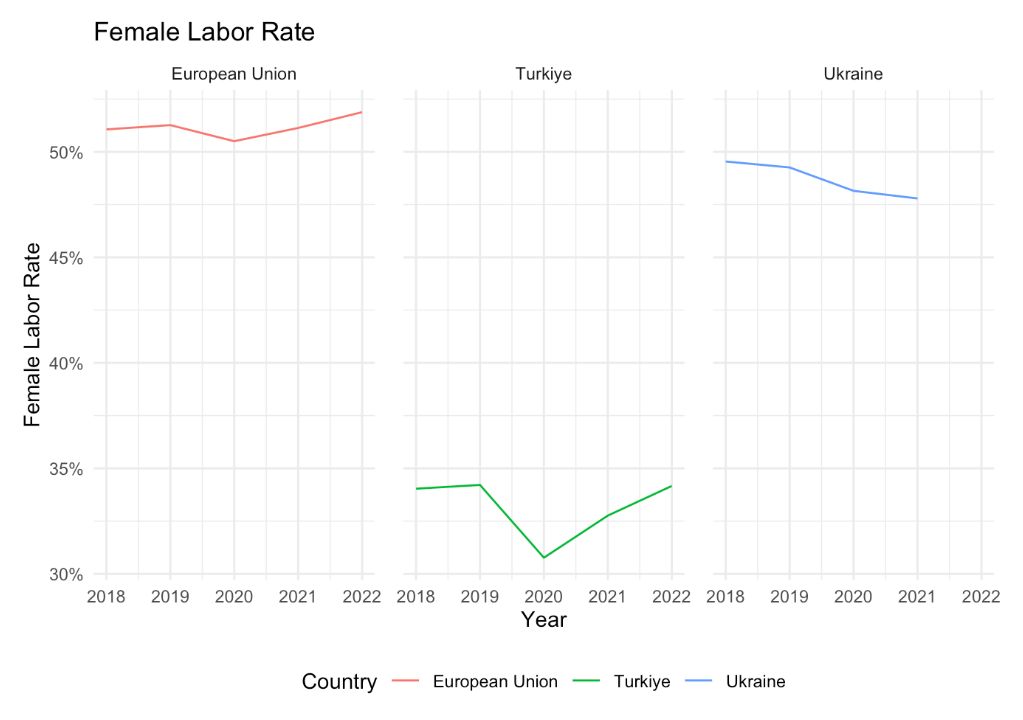 Female Labor Rate
European Union Turkiye Ukraine
Female Labor Rate
50%
45%
40%
35%
30%
2018 2019 2020 2021 2022 2018 2019 2020 2021 2022 2018 2019 2020 2021 2022
Year
Country European Union Turkiye Ukraine